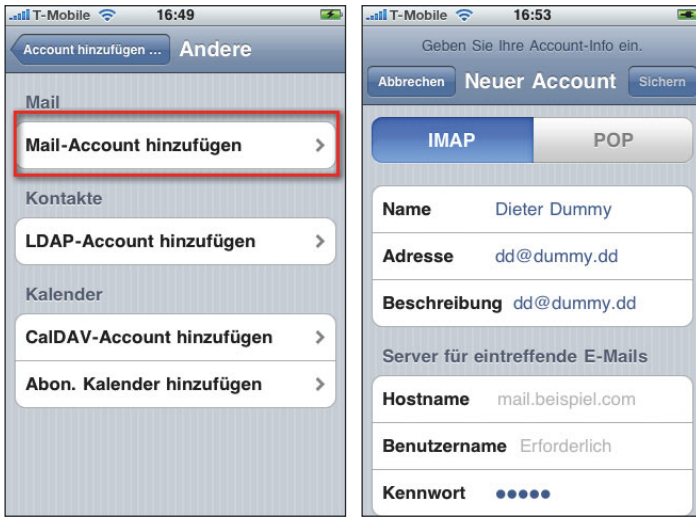 T-Mobile 16:49
Account hinzufügen ... Andere
Mail
Mail-Account hinzufügen
Kontakte
LDAP-Account hinzufügen
Kalender
CalDAV-Account hinzufügen
Abon. Kalender hinzufügen
T-Mobile 16:53
Geben Sie Ihre Account-Info ein.
Abbrechen Neuer Account Sichern
IMAP POP
Name Dieter Dummy
Adresse dd@dummy.dd
Beschreibung dd@dummy.dd
Server für eintreffende E-Mails
Hostname mail.beispiel.com
Benutzername Erforderlich
Kennwort ●●●●●